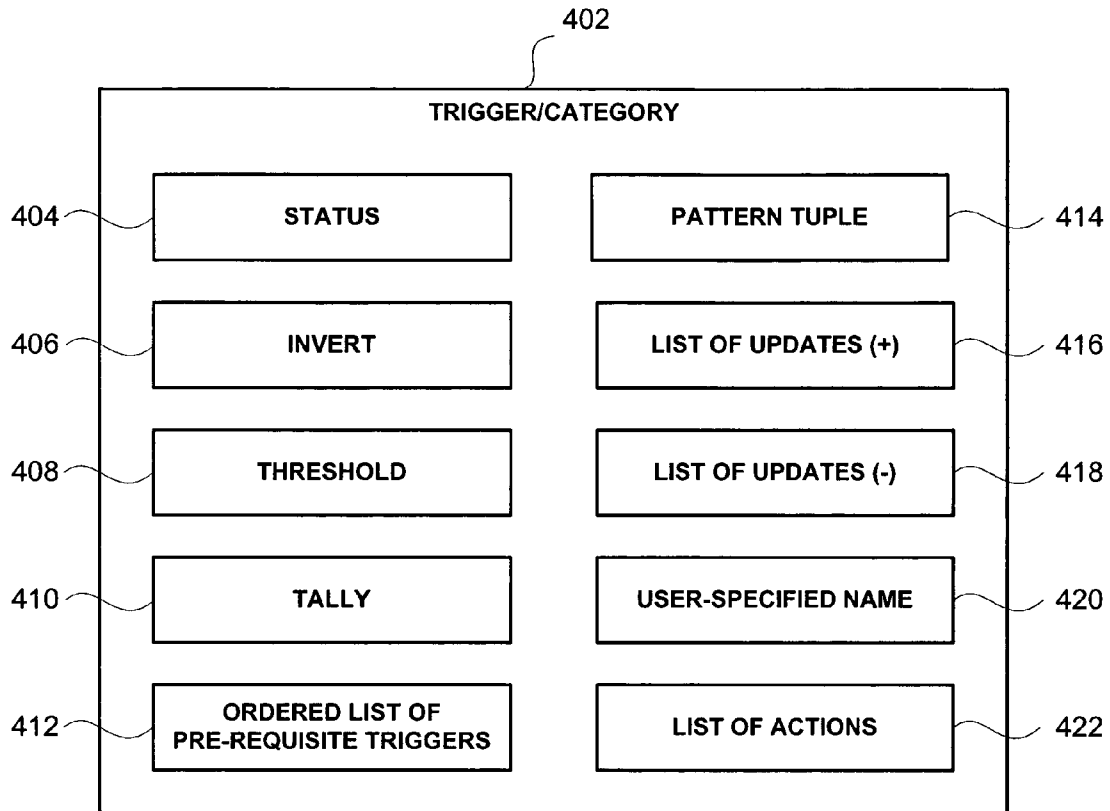 402
TRIGGER/CATEGORY
404 STATUS PATTERN TUPLE 414
406 INVERT LIST OF UPDATES (+) 416
408 THRESHOLD LIST OF UPDATES (-) 418
410 TALLY USER-SPECIFIED NAME 420
412 ORDERED LIST OF
PRE-REQUISITE TRIGGERS
LIST OF ACTIONS 422